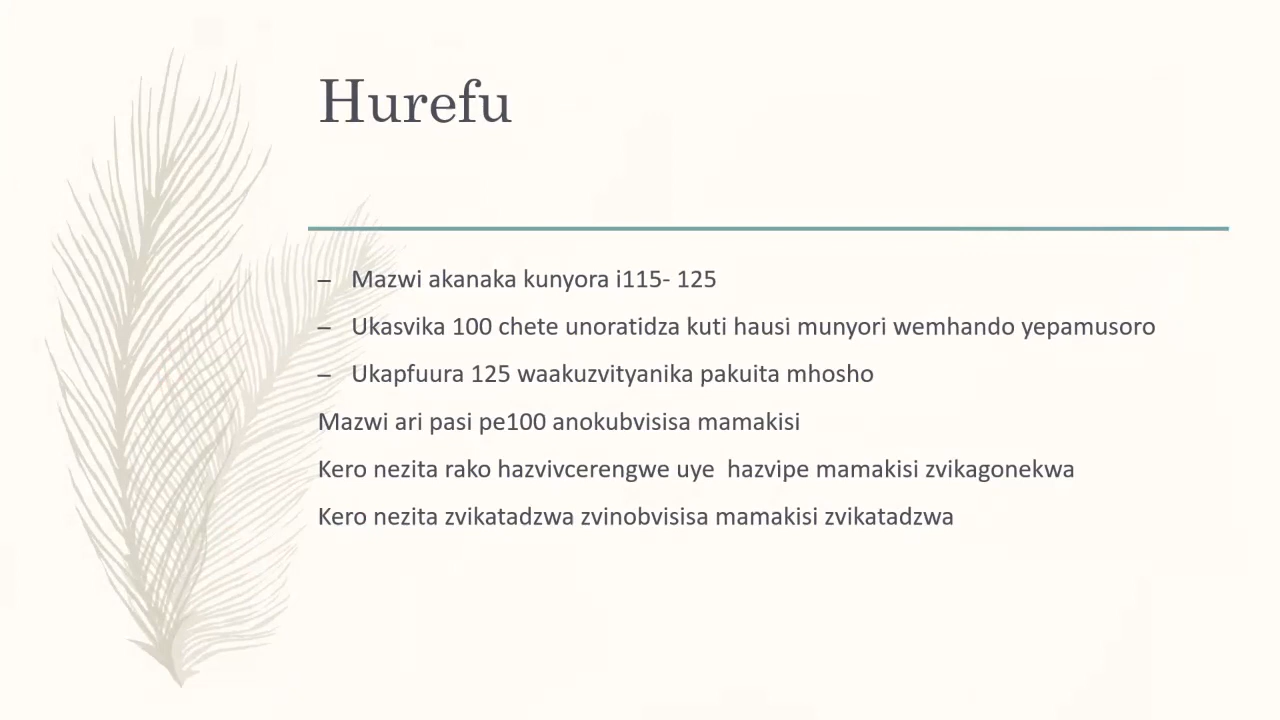 Hurefu
– Mazwi akanaka kunyora i115- 125
– Ukasvika 100 chete unoratidza kuti hausi munyori wemhando yepamusoro
– Ukapfuura 125 waakuzvityanika pakuita mhosho
Mazwi ari pasi pe100 anokubvisisa mamakisi
Kero nezita rako hazvivcerengwe uye  hazvipe mamakisi zvikagonekwa
Kero nezita zvikatadzwa zvinobvisisa mamakisi zvikatadzwa